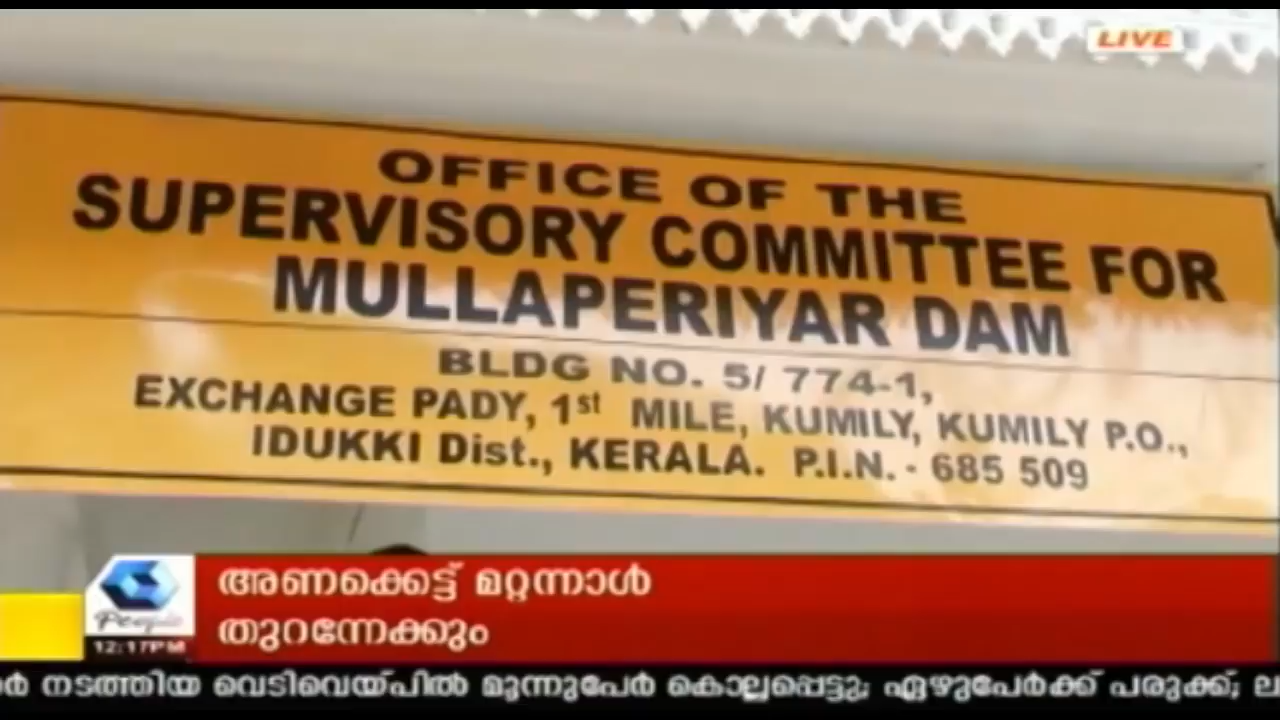 LIVE
OFFICE OF THE
SUPERVISORY COMMITTEE FOR
MULLAPERIYAR DAM
BLDG NO. 5/ 774-1,
EXCHANGE PADY, 1st MILE, KUMILY, KUMILY P.O.,
IDUKKI Dist., KERALA. P.I.N. - 685 509
അണക്കെട്ട് മറ്റന്നാൾ
തുറന്നേക്കും
People
12:17PM
ർ നടത്തിയ വെടിവെയ്പിൽ മൂന്നുപേർ കൊല്ലപ്പെട്ടു; ഏഴുപേർക്ക് പരുക്ക്; ല